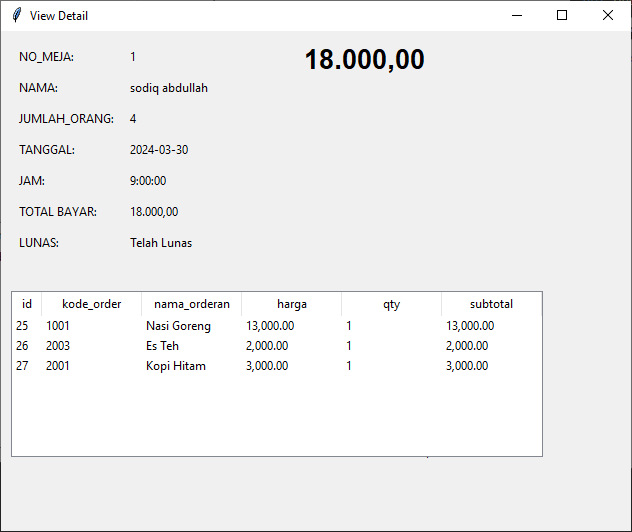 View Detail
NO_MEJA: 1 18.000,00
NAMA: sodiq abdullah
JUMLAH_ORANG: 4
TANGGAL: 2024-03-30
JAM: 9:00:00
TOTAL BAYAR: 18.000,00
LUNAS: Telah Lunas
id kode_order nama_orderan harga qty subtotal
25 1001 Nasi Goreng 13,000.00 1 13,000.00
26 2003 Es Teh 2,000.00 1 2,000.00
27 2001 Kopi Hitam 3,000.00 1 3,000.00